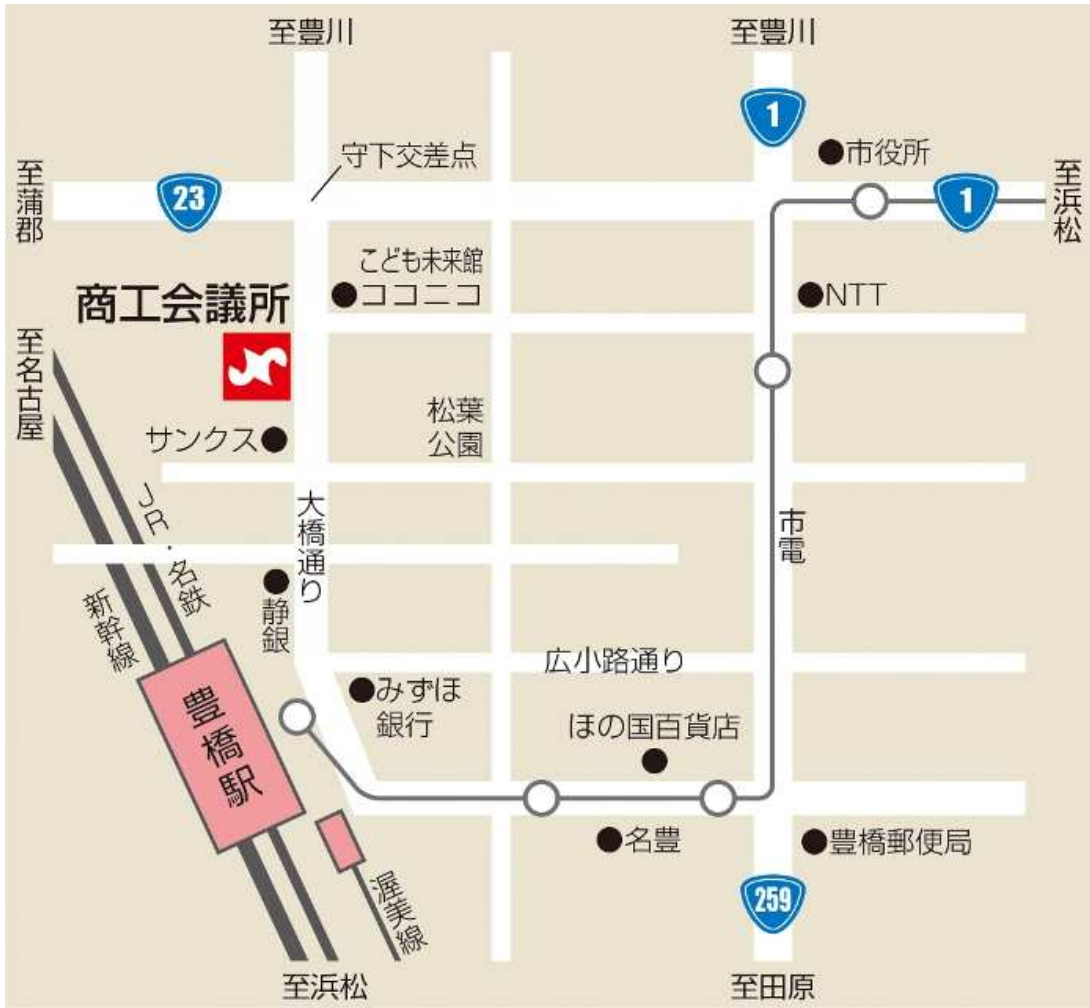 至豊川
至豊川
1
守下交差点
市役所
至蒲郡
23
1
至浜松
こども未来館
ココニコ
商工会議所
NTT
至名古屋
松葉
公園
サンクス
JR・名鉄
大橋通り
市電
新幹線
静銀
広小路通り
みずほ
銀行
豊橋駅
ほの国百貨店
名豊
豊橋郵便局
渥美線
259
至浜松
至田原